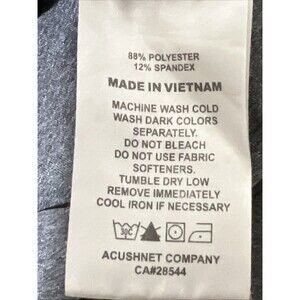 88% POLYESTER
12% SPANDEX
MADE IN VIETNAM
MACHINE WASH COLD
WASH DARK COLORS
SEPARATELY.
DO NOT BLEACH
DO NOT USE FABRIC
SOFTENERS.
TUMBLE DRY LOW
REMOVE IMMEDIATELY
COOL IRON IF NECESSARY
ACUSHNET COMPANY
CA#28544